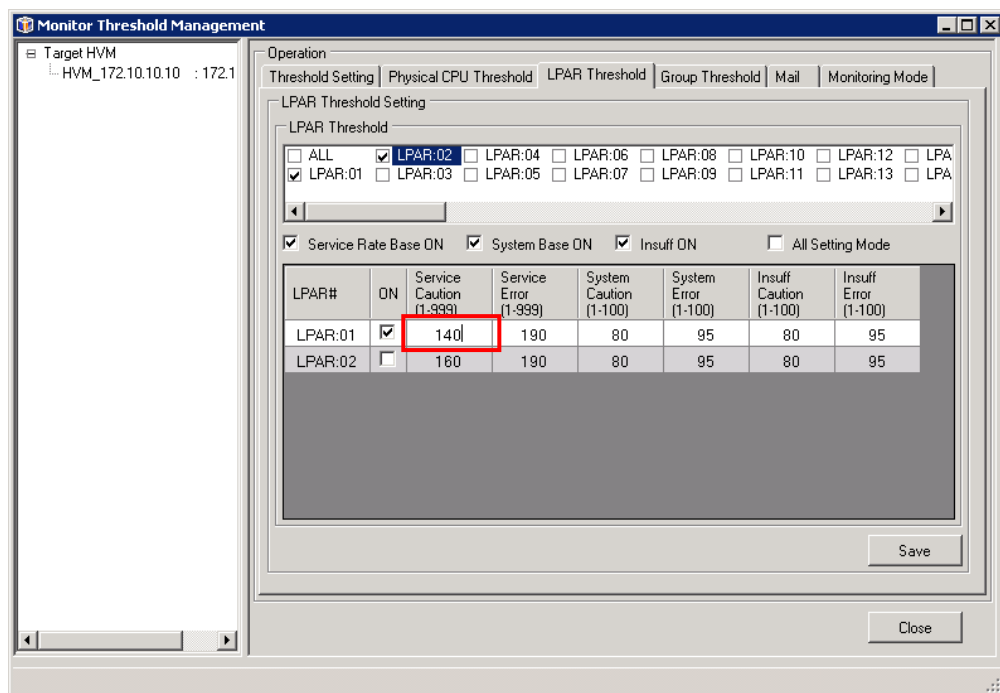 Monitor Threshold Management
Target HVM
HVM_172.10.10.10 : 172.1
Operation
Threshold Setting Physical CPU Threshold LPAR Threshold Group Threshold Mail Monitoring Mode
LPAR Threshold Setting
LPAR Threshold
ALL LPAR:02 LPAR:04 LPAR:06 LPAR:08 LPAR:10 LPAR:12 LPA
LPAR:01 LPAR:03 LPAR:05 LPAR:07 LPAR:09 LPAR:11 LPAR:13 LPA
Service Rate Base ON System Base ON Insuff ON All Setting Mode
LPAR# ON Service Caution (1-999) Service Error (1-999) System Caution (1-100) System Error (1-100) Insuff Caution (1-100) Insuff Error (1-100)
LPAR:01 140 190 80 95 80 95
LPAR:02 160 190 80 95 80 95
Save
Close